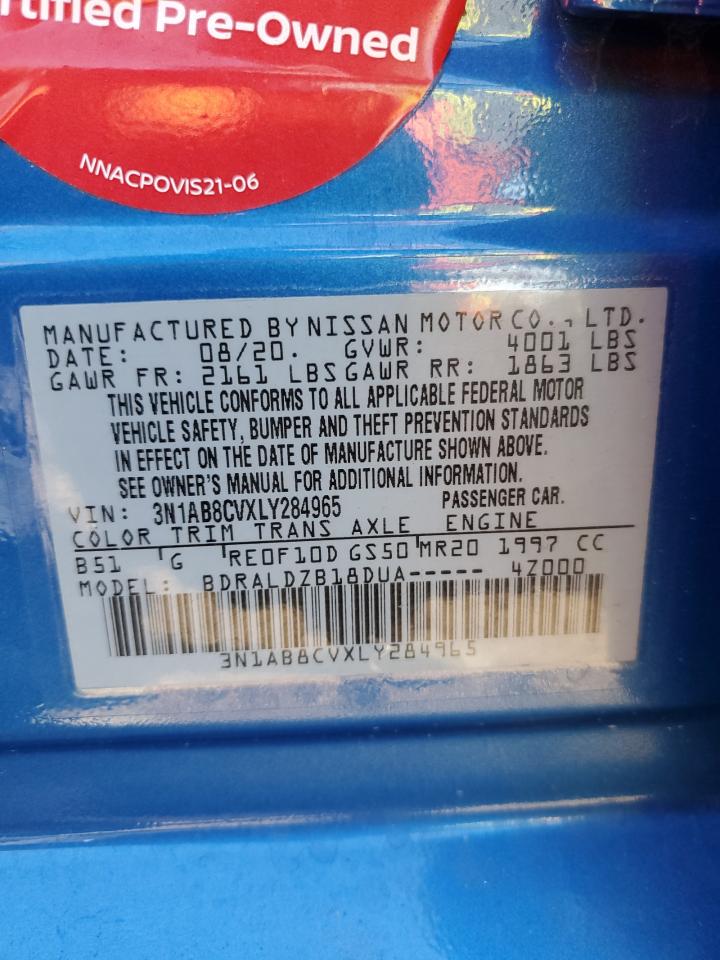 rtified Pre-Owned
NNACPOVIS21-06
MANUFACTURED BY NISSAN MOTOR CO., LTD.
DATE: 08/20. GVWR: 4001 LBS
GAWR FR: 2161 LBS GAWR RR: 1863 LBS
THIS VEHICLE CONFORMS TO ALL APPLICABLE FEDERAL MOTOR
VEHICLE SAFETY, BUMPER AND THEFT PREVENTION STANDARDS
IN EFFECT ON THE DATE OF MANUFACTURE SHOWN ABOVE.
SEE OWNER'S MANUAL FOR ADDITIONAL INFORMATION.
VIN: 3N1AB8CVXLY284965 PASSENGER CAR.
COLOR TRIM TRANS AXLE ENGINE
B51 G RE0F10D GS50 MR20 1997 CC
MODEL: BDRALDZB18DUA----- 4Z000
3N1AB8CVXLY284965